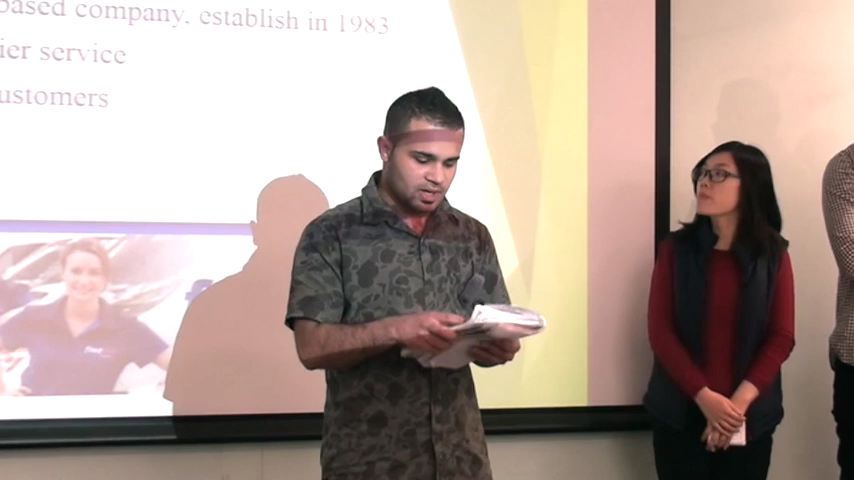 based company, establish in 1983
ier service
ustomers